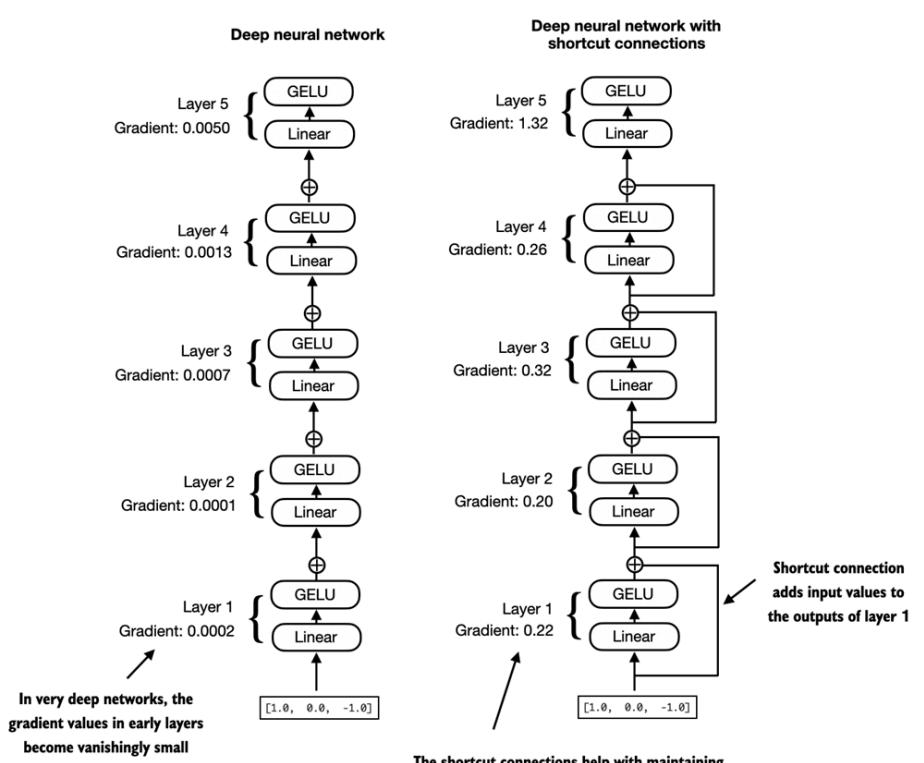 Deep neural network
Layer 5
Gradient: 0.0050
GELU
Linear
Layer 4
Gradient: 0.0013
GELU
Linear
Layer 3
Gradient: 0.0007
GELU
Linear
Layer 2
Gradient: 0.0001
GELU
Linear
Layer 1
Gradient: 0.0002
GELU
Linear
[1.0, 0.0, -1.0]
In very deep networks, the
gradient values in early layers
become vanishingly small
Deep neural network with
shortcut connections
Layer 5
Gradient: 1.32
GELU
Linear
Layer 4
Gradient: 0.26
GELU
Linear
Layer 3
Gradient: 0.32
GELU
Linear
Layer 2
Gradient: 0.20
GELU
Linear
Layer 1
Gradient: 0.22
GELU
Linear
[1.0, 0.0, -1.0]
Shortcut connection
adds input values to
the outputs of layer 1
The shortcut connections help with maintaining